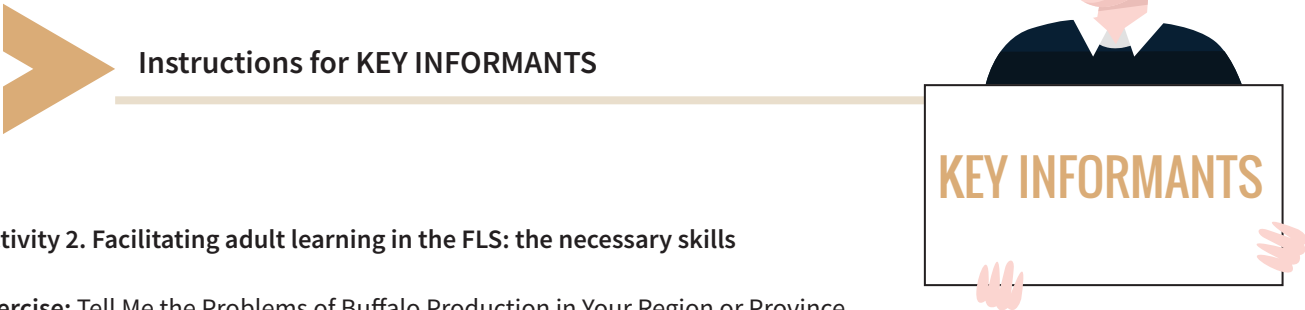 Instructions for KEY INFORMANTS
KEY INFORMANTS
tivity 2. Facilitating adult learning in the FLS: the necessary skills
ercise: Tell Me the Problems of Buffalo Production in Your Region or Province